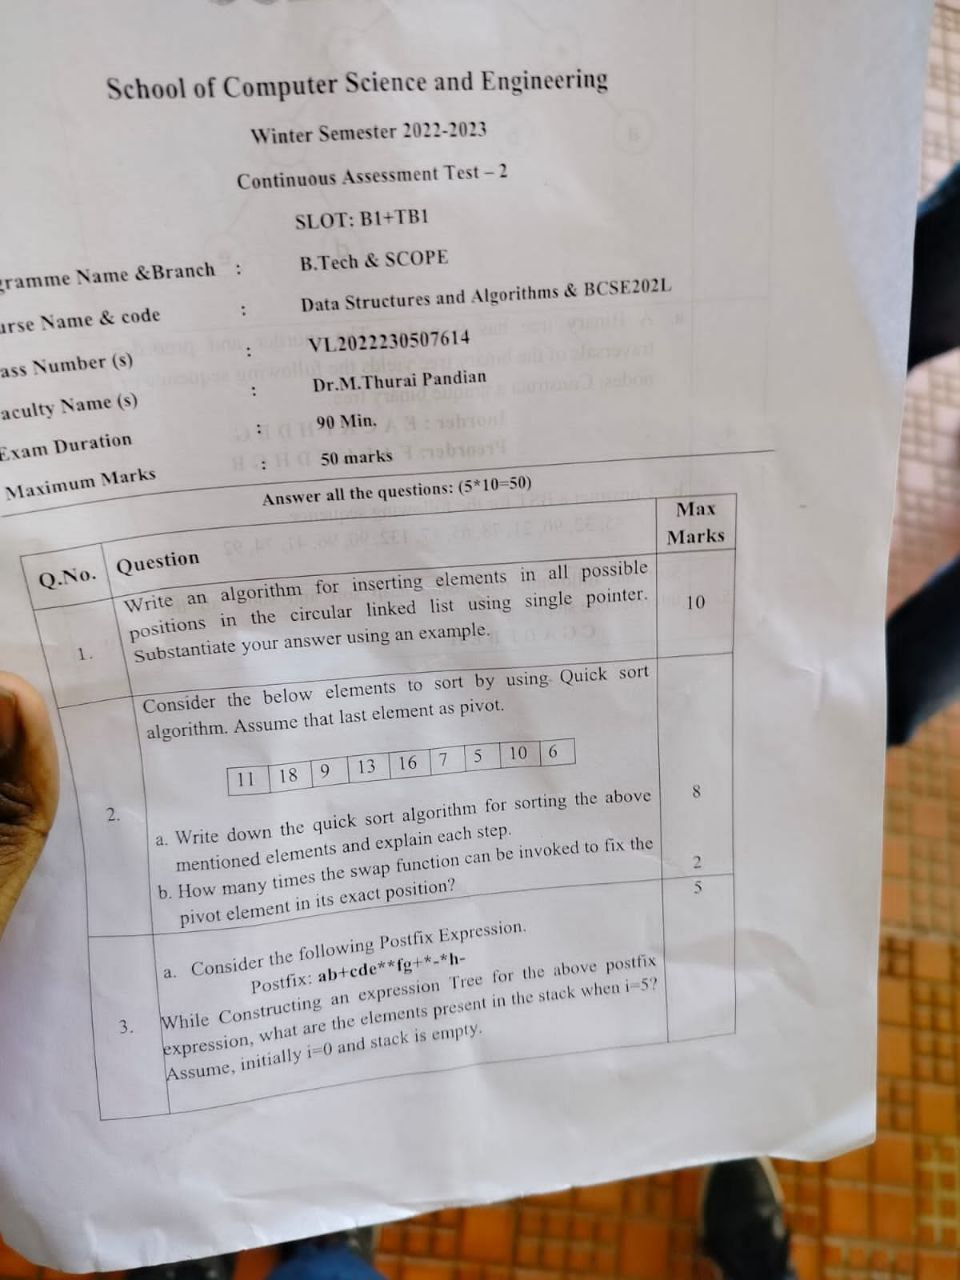 School of Computer Science and Engineering
Winter Semester 2022-2023
Continuous Assessment Test – 2
SLOT: B1+TB1
gramme Name &Branch : B.Tech & SCOPE
urse Name & code : Data Structures and Algorithms & BCSE202L
ass Number (s) : VL2022230507614
aculty Name (s) : Dr.M.Thurai Pandian
Exam Duration : 90 Min.
Maximum Marks : 50 marks
Answer all the questions: (5*10=50)
Q.No. Question Max Marks
1. Write an algorithm for inserting elements in all possible
positions in the circular linked list using single pointer. 10
Substantiate your answer using an example.
Consider the below elements to sort by using Quick sort
algorithm. Assume that last element as pivot.
11 18 9 13 16 7 5 10 6
2.
a. Write down the quick sort algorithm for sorting the above 8
mentioned elements and explain each step.
b. How many times the swap function can be invoked to fix the 2
pivot element in its exact position?
3. a. Consider the following Postfix Expression. 5
Postfix: ab+cde**fg+*-*h-
While Constructing an expression Tree for the above postfix
expression, what are the elements present in the stack when i=5?
Assume, initially i=0 and stack is empty.